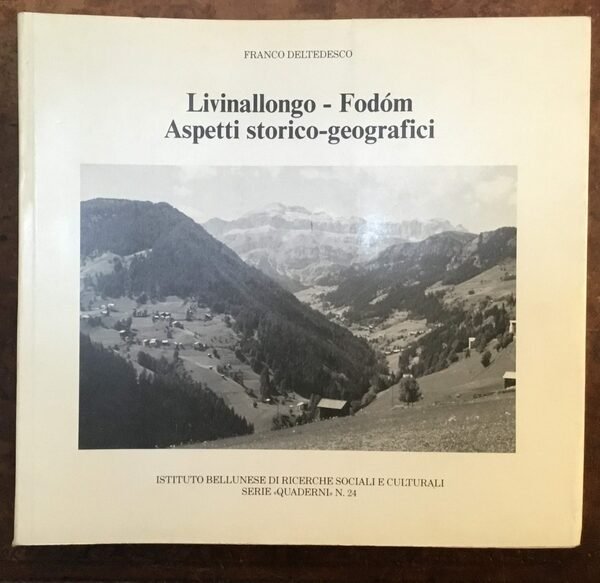 FRANCO DELTEDESCO
Livinallongo - Fodóm
Aspetti storico-geografici
ISTITUTO BELLUNESE DI RICERCHE SOCIALI E CULTURALI
SERIE «QUADERNI» N. 24